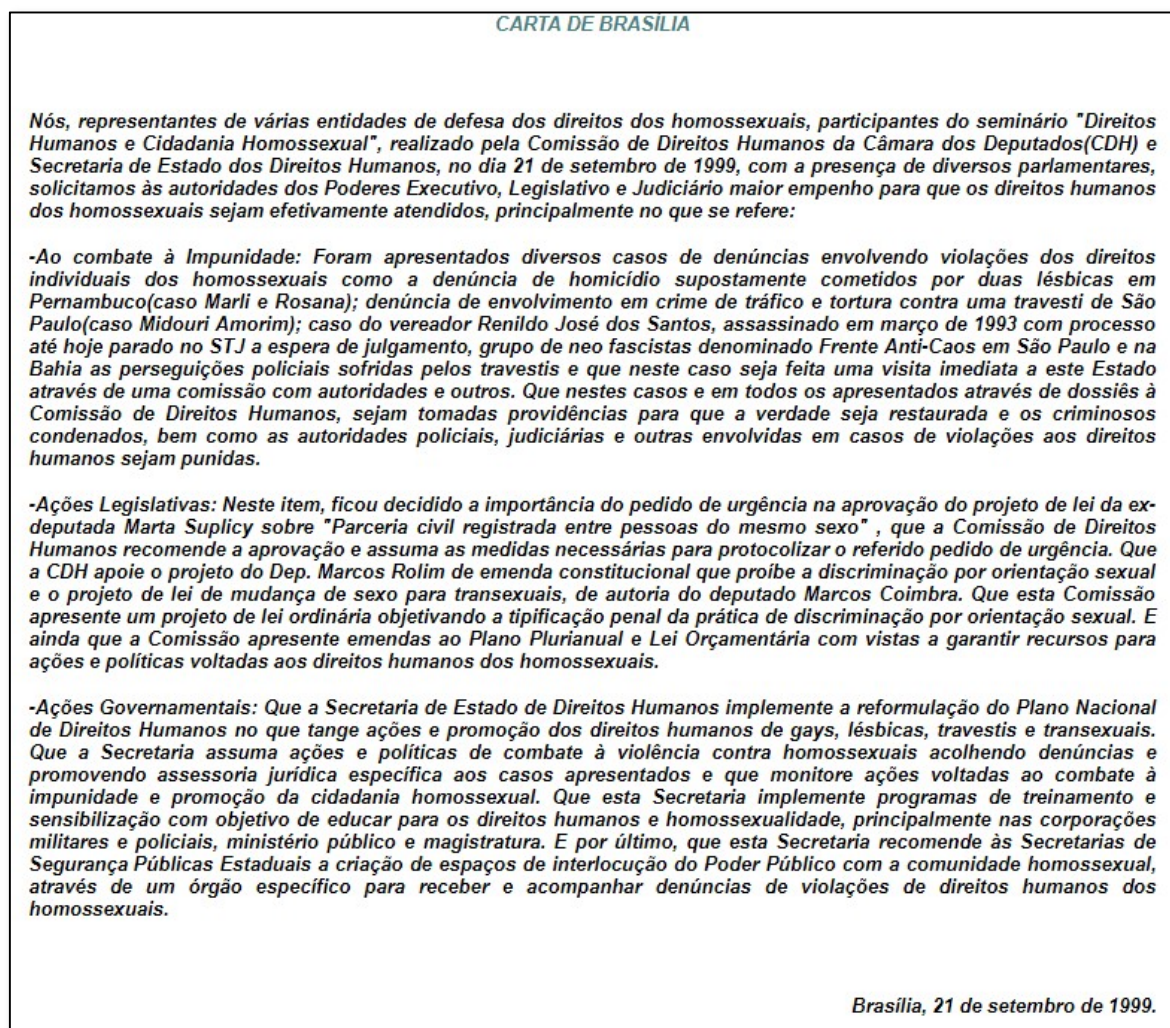 CARTA DE BRASÍLIA
Nós, representantes de várias entidades de defesa dos direitos dos homossexuais, participantes do seminário "Direitos
Humanos e Cidadania Homossexual", realizado pela Comissão de Direitos Humanos da Câmara dos Deputados(CDH) e
Secretaria de Estado dos Direitos Humanos, no dia 21 de setembro de 1999, com a presença de diversos parlamentares,
solicitamos às autoridades dos Poderes Executivo, Legislativo e Judiciário maior empenho para que os direitos humanos
dos homossexuais sejam efetivamente atendidos, principalmente no que se refere:
-Ao combate à Impunidade: Foram apresentados diversos casos de denúncias envolvendo violações dos direitos
individuais dos homossexuais como a denúncia de homicídio supostamente cometidos por duas lésbicas em
Pernambuco(caso Marli e Rosana); denúncia de envolvimento em crime de tráfico e tortura contra uma travesti de São
Paulo(caso Midouri Amorim); caso do vereador Renildo José dos Santos, assassinado em março de 1993 com processo
até hoje parado no STJ a espera de julgamento, grupo de neo fascistas denominado Frente Anti-Caos em São Paulo e na
Bahia as perseguições policiais sofridas pelos travestis e que neste caso seja feita uma visita imediata a este Estado
através de uma comissão com autoridades e outros. Que nestes casos e em todos os apresentados através de dossiês à
Comissão de Direitos Humanos, sejam tomadas providências para que a verdade seja restaurada e os criminosos
condenados, bem como as autoridades policiais, judiciárias e outras envolvidas em casos de violações aos direitos
humanos sejam punidas.
-Ações Legislativas: Neste item, ficou decidido a importância do pedido de urgência na aprovação do projeto de lei da ex-
deputada Marta Suplicy sobre "Parceria civil registrada entre pessoas do mesmo sexo" , que a Comissão de Direitos
Humanos recomende a aprovação e assuma as medidas necessárias para protocolizar o referido pedido de urgência. Que
a CDH apoie o projeto do Dep. Marcos Rolim de emenda constitucional que proíbe a discriminação por orientação sexual
e o projeto de lei de mudança de sexo para transexuais, de autoria do deputado Marcos Coimbra. Que esta Comissão
apresente um projeto de lei ordinária objetivando a tipificação penal da prática de discriminação por orientação sexual. E
ainda que a Comissão apresente emendas ao Plano Plurianual e Lei Orçamentária com vistas a garantir recursos para
ações e políticas voltadas aos direitos humanos dos homossexuais.
-Ações Governamentais: Que a Secretaria de Estado de Direitos Humanos implemente a reformulação do Plano Nacional
de Direitos Humanos no que tange ações e promoção dos direitos humanos de gays, lésbicas, travestis e transexuais.
Que a Secretaria assuma ações e políticas de combate à violência contra homossexuais acolhendo denúncias e
promovendo assessoria jurídica específica aos casos apresentados e que monitore ações voltadas ao combate à
impunidade e promoção da cidadania homossexual. Que esta Secretaria implemente programas de treinamento e
sensibilização com objetivo de educar para os direitos humanos e homossexualidade, principalmente nas corporações
militares e policiais, ministério público e magistratura. E por último, que esta Secretaria recomende às Secretarias de
Segurança Públicas Estaduais a criação de espaços de interlocução do Poder Público com a comunidade homossexual,
através de um órgão específico para receber e acompanhar denúncias de violações de direitos humanos dos
homossexuais.
Brasília, 21 de setembro de 1999.